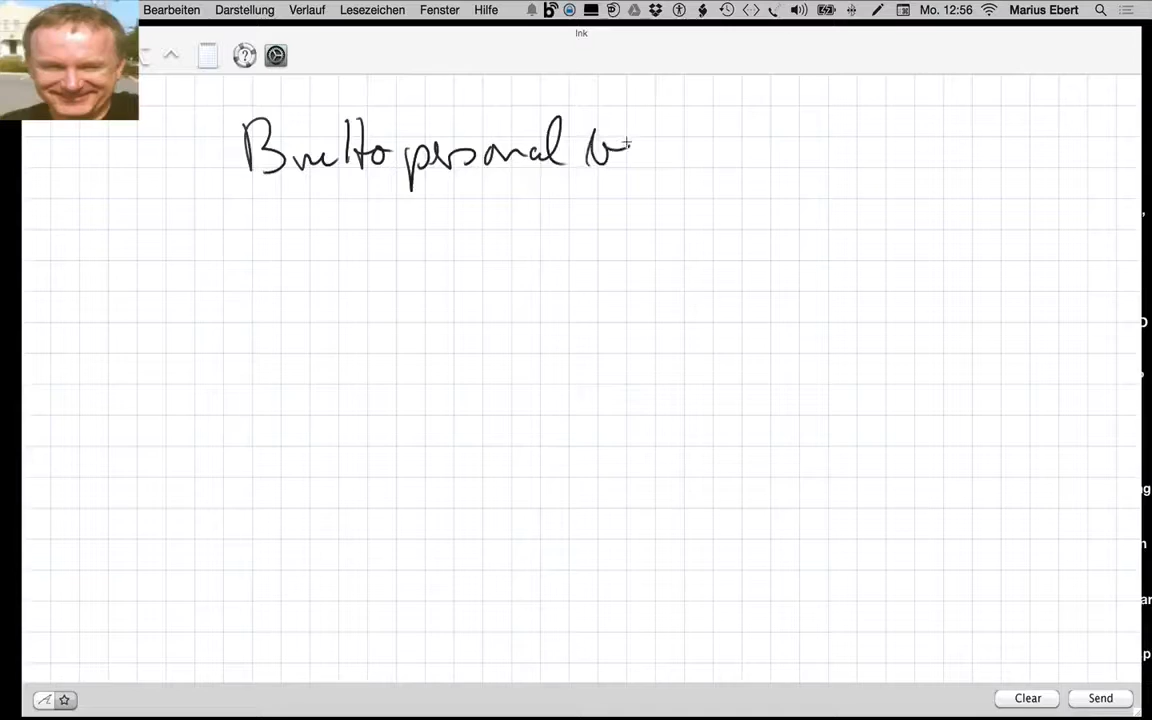 Bearbeiten Darstellung Verlauf Lesezeichen Fenster Hilfe Mo. 12:56 Marius Ebert
Ink
Bruttopersonal b
Clear Send